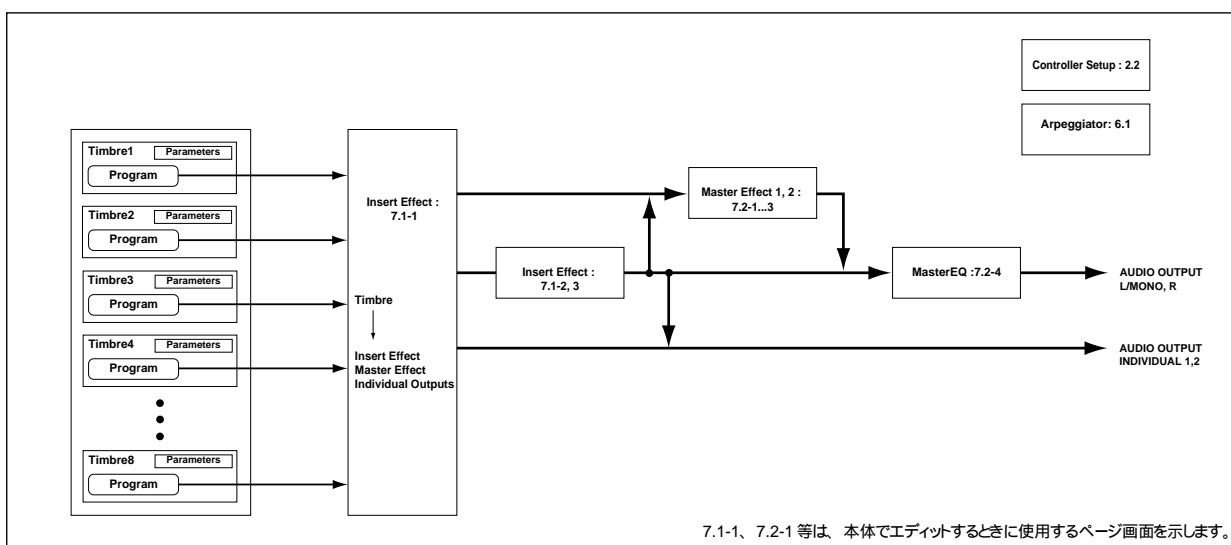 Controller Setup : 2.2
Arpeggiator: 6.1
Timbre1
Parameters
Program
Timbre2
Parameters
Program
Timbre3
Parameters
Program
Timbre4
Parameters
Program
Timbre8
Parameters
Program
Insert Effect :
7.1-1
Timbre
Insert Effect
Master Effect
Individual Outputs
Insert Effect :
7.1-2, 3
Master Effect 1, 2 :
7.2-1...3
MasterEQ :7.2-4
AUDIO OUTPUT
L/MONO, R
AUDIO OUTPUT
INDIVIDUAL 1,2
7.1-1、7.2-1 等は、本体でエディットするときに使用するページ画面を示します。